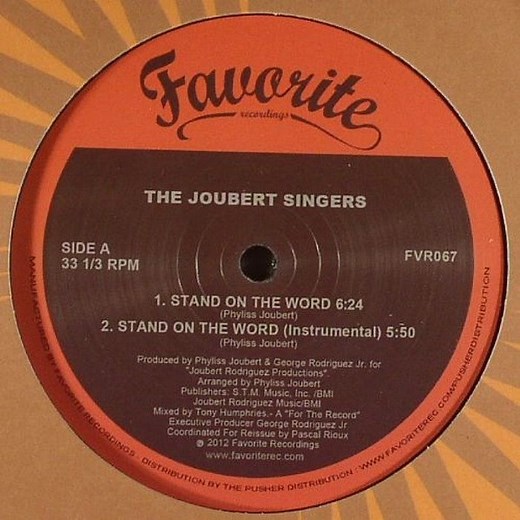 Favorite
recordings
THE JOUBERT SINGERS
SIDE A
33 1/3 RPM
FVR067
1. STAND ON THE WORD 6:24
(Phyliss Joubert)
2. STAND ON THE WORD (Instrumental) 5:50
(Phyliss Joubert)
Produced by Phyliss Joubert & George Rodriguez Jr. for
"Joubert Rodriguez Productions".
Arranged by Phyliss Joubert
Publishers: S.T.M. Music, Inc. /BMI
Joubert Rodriguez Music/BMI
Mixed by Tony Humphries.- A "For The Record"
Executive Producer George Rodriguez Jr
Coordinated For Reissue by Pascal Rioux
℗ 2012 Favorite Recordings
www.favoriterec.com
MANUFACTURED BY FAVORITE RECORDINGS - DISTRIBUTION BY THE PUSHER DISTRIBUTION : WWW.FAVORITEREC.COM/PUSHERDISTRIBUTION